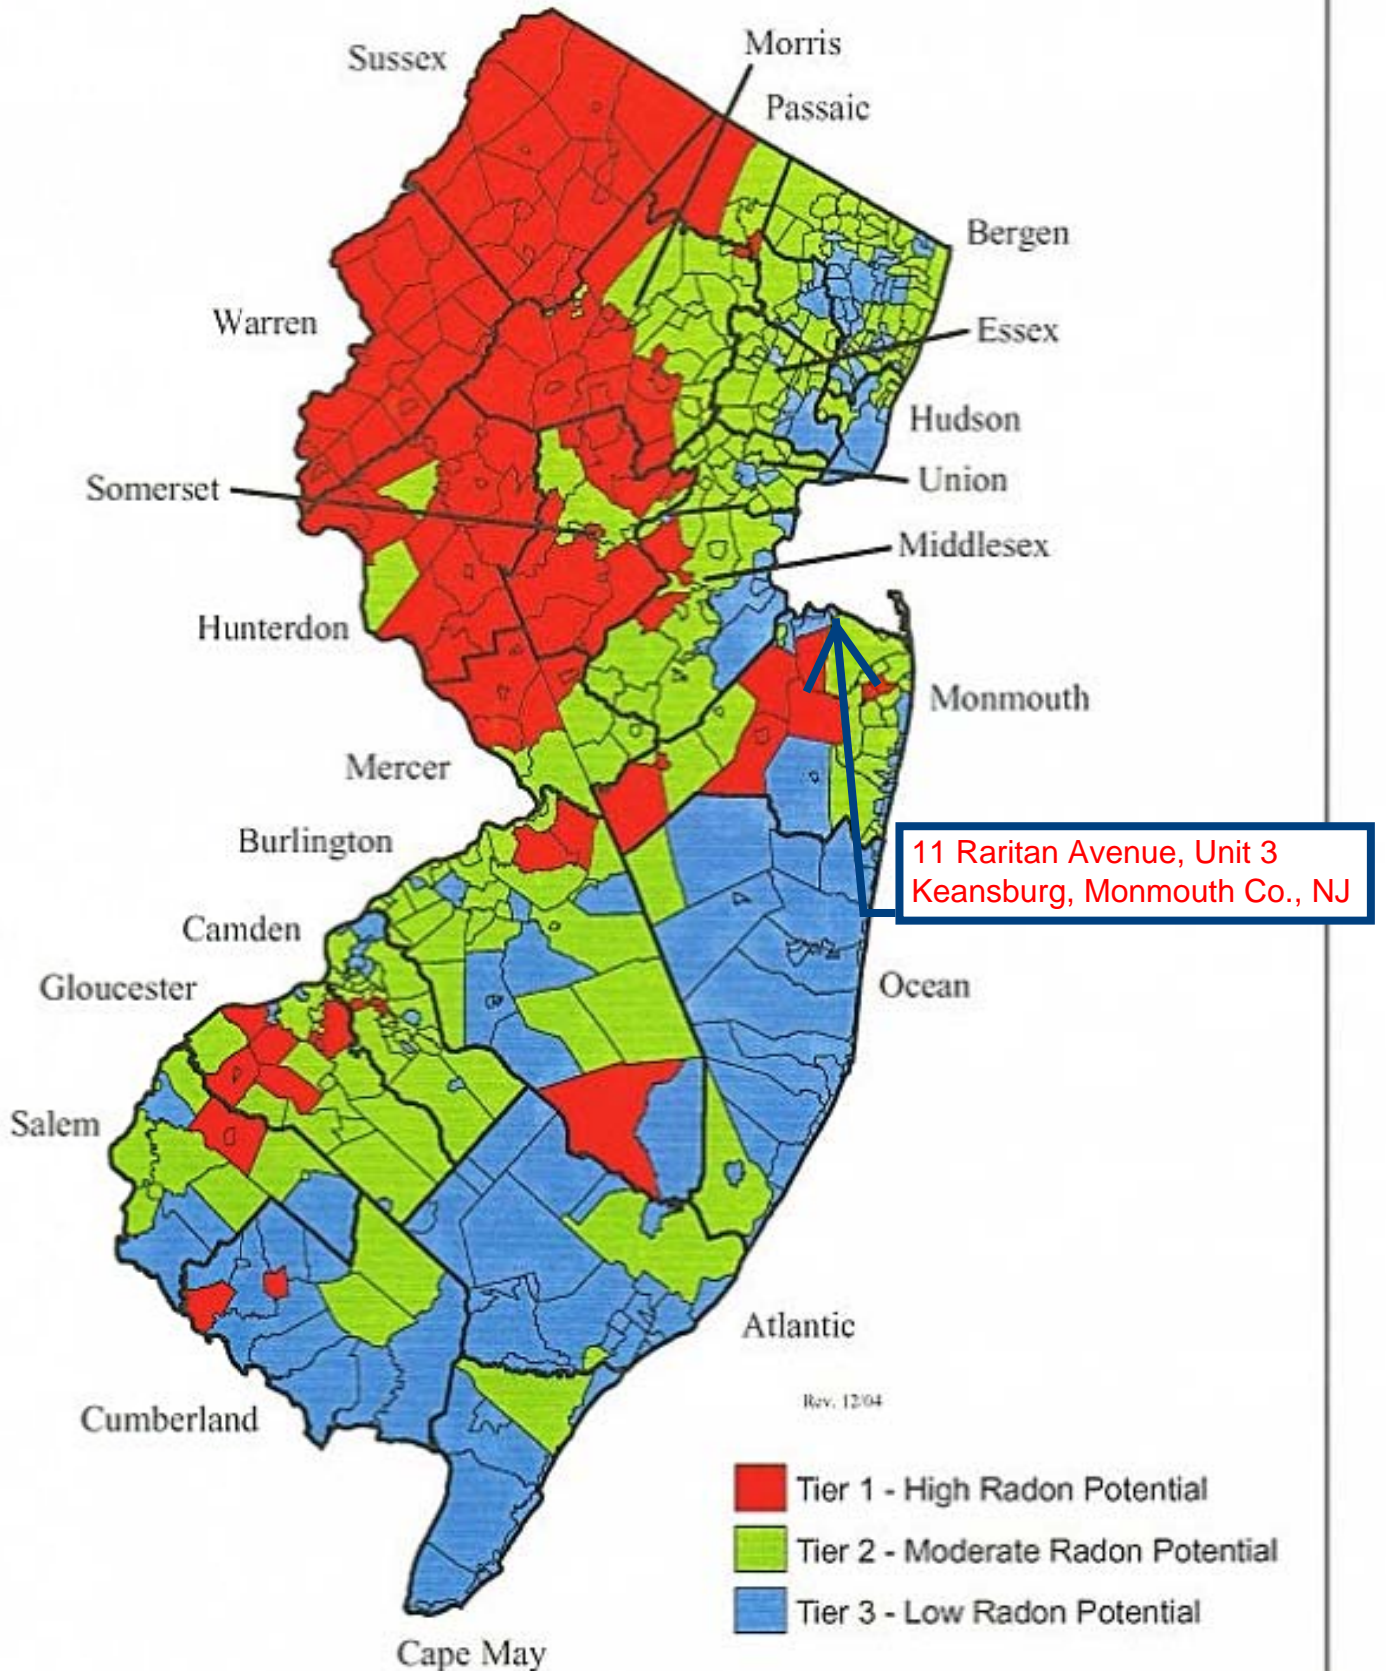 Morris
Sussex
Passaic
Bergen
Warren
Essex
Hudson
Somerset
Union
Middlesex
Hunterdon
Monmouth
Mercer
Burlington
11 Raritan Avenue, Unit 3
Keansburg, Monmouth Co., NJ
Camden
Gloucester
Ocean
Salem
Atlantic
Rev. 12/04
Cumberland
Tier 1 - High Radon Potential
Tier 2 - Moderate Radon Potential
Tier 3 - Low Radon Potential
Cape May